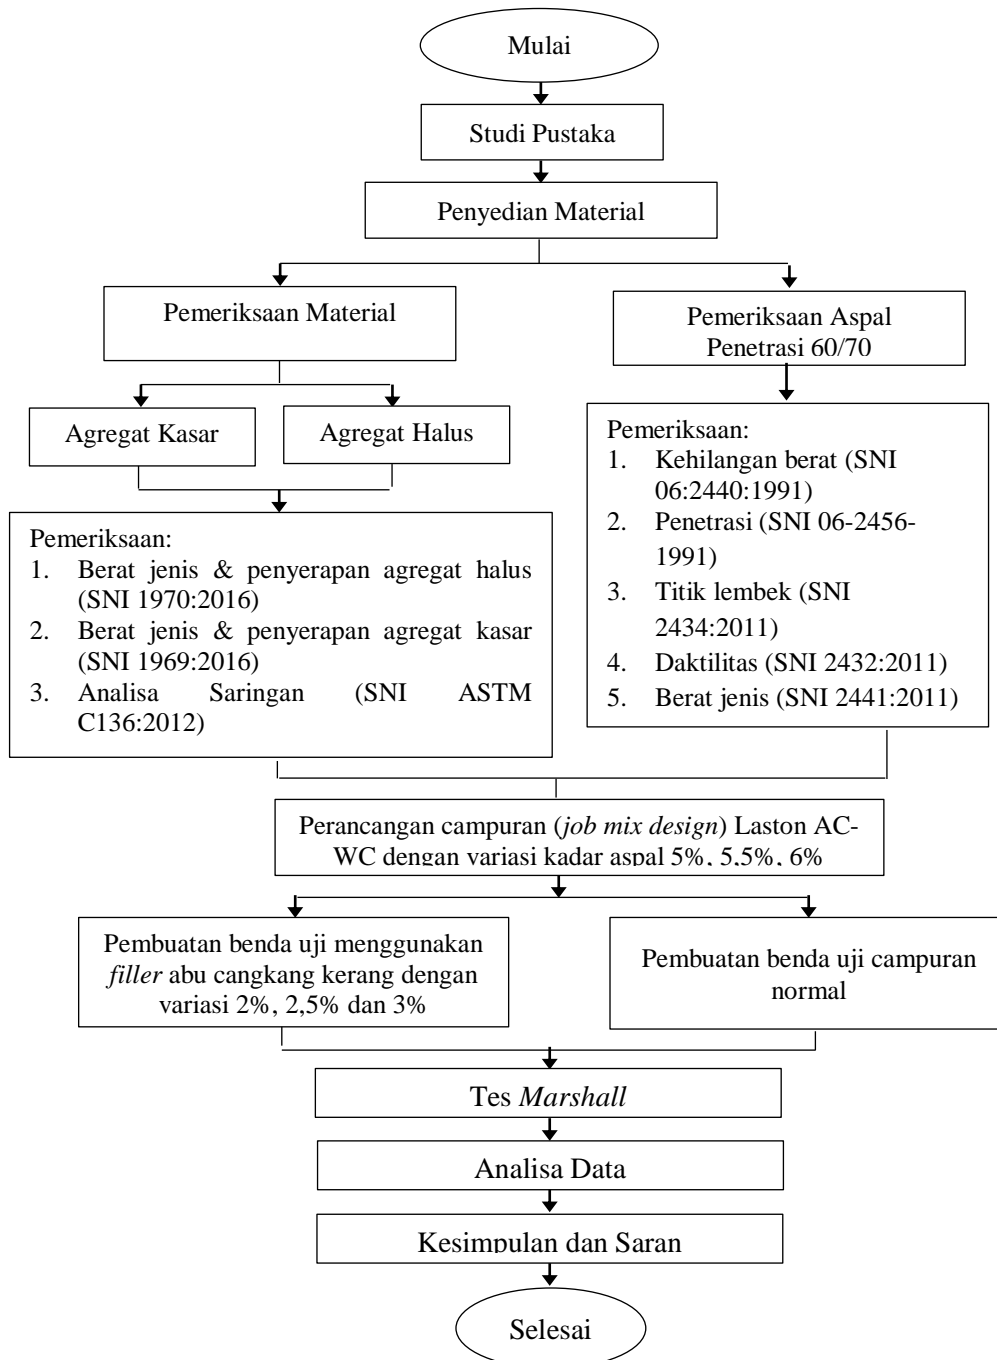 Mulai
Studi Pustaka
Penyedian Material
Pemeriksaan Material
Pemeriksaan Aspal
Penetrasi 60/70
Agregat Kasar
Agregat Halus
Pemeriksaan:
1. Berat jenis & penyerapan agregat halus
(SNI 1970:2016)
2. Berat jenis & penyerapan agregat kasar
(SNI 1969:2016)
3. Analisa Saringan (SNI ASTM
C136:2012)
Pemeriksaan:
1. Kehilangan berat (SNI
06:2440:1991)
2. Penetrasi (SNI 06-2456-
1991)
3. Titik lembek (SNI
2434:2011)
4. Daktilitas (SNI 2432:2011)
5. Berat jenis (SNI 2441:2011)
Perancangan campuran (job mix design) Laston AC-
WC dengan variasi kadar aspal 5%, 5,5%, 6%
Pembuatan benda uji menggunakan
filler abu cangkang kerang dengan
variasi 2%, 2,5% dan 3%
Pembuatan benda uji campuran
normal
Tes Marshall
Analisa Data
Kesimpulan dan Saran
Selesai